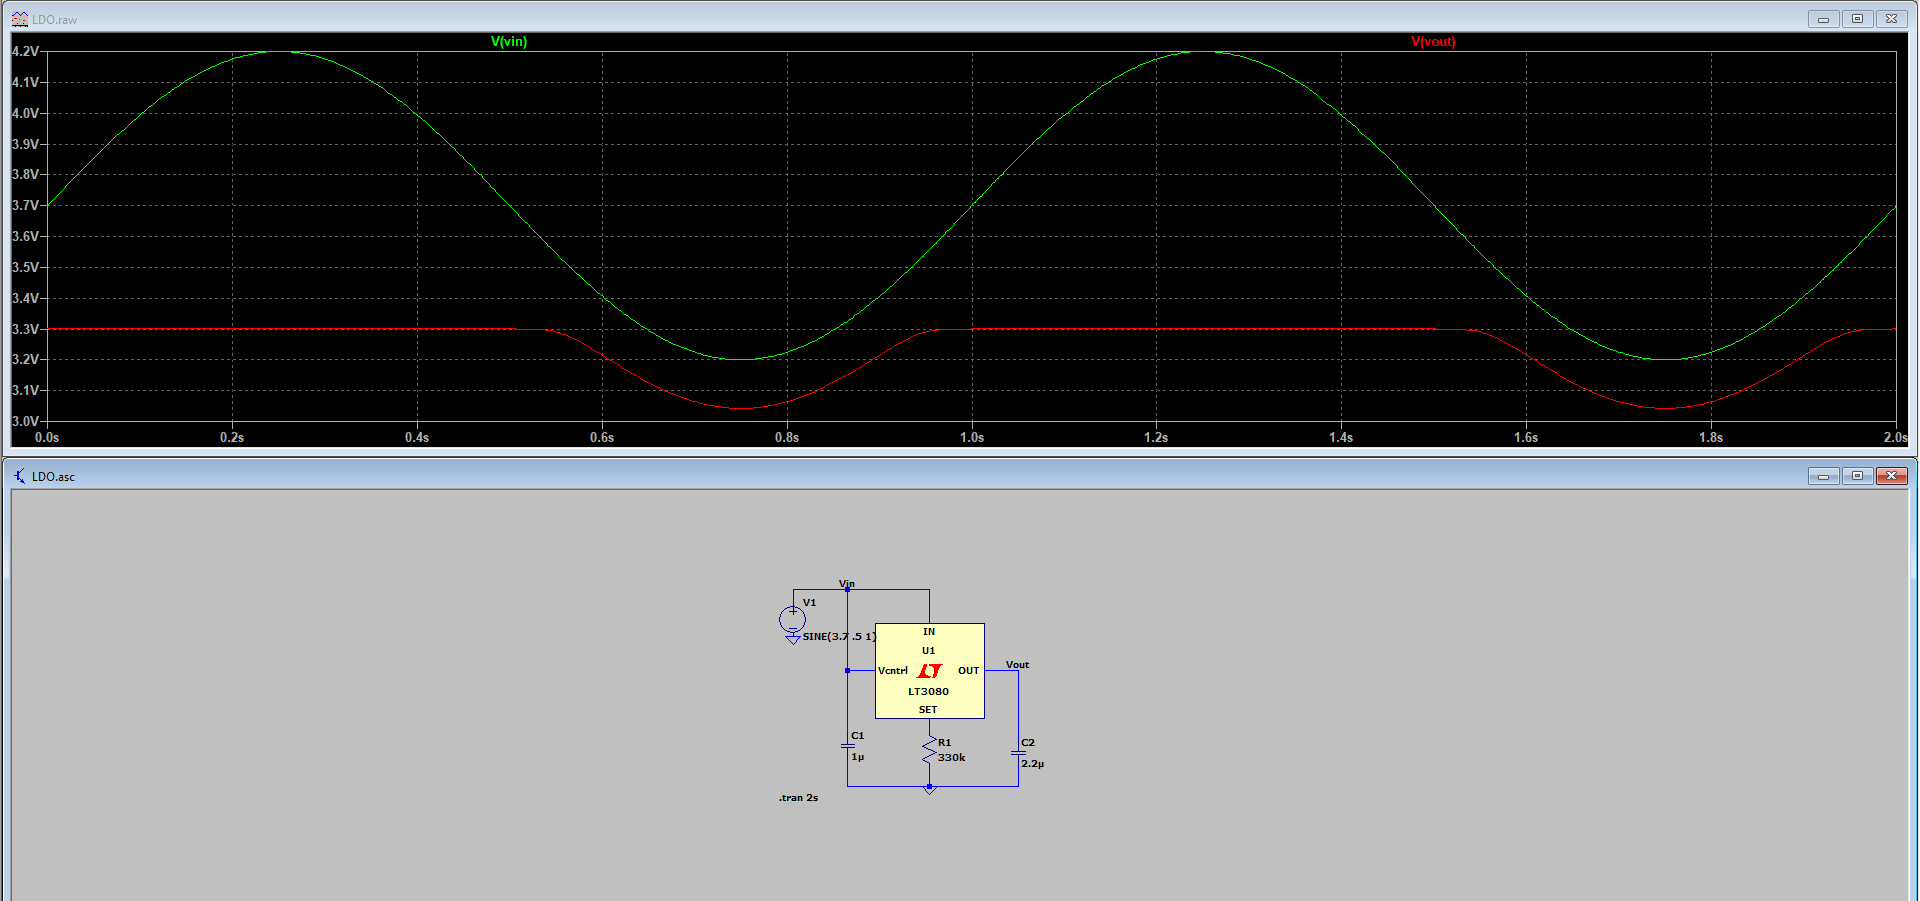 LDO.raw
V(vin)
V(vout)
4.2V
4.1V
4.0V
3.9V
3.8V
3.7V
3.6V
3.5V
3.4V
3.3V
3.2V
3.1V
3.0V
0.0s 0.2s 0.4s 0.6s 0.8s 1.0s 1.2s 1.4s 1.6s 1.8s 2.0s
LDO.asc
Vin
V1
SINE(3.7 .5 1)
IN
U1
Vcntrl
OUT
Vout
LT3080
SET
C1
1µ
R1
330k
C2
2.2µ
.tran 2s